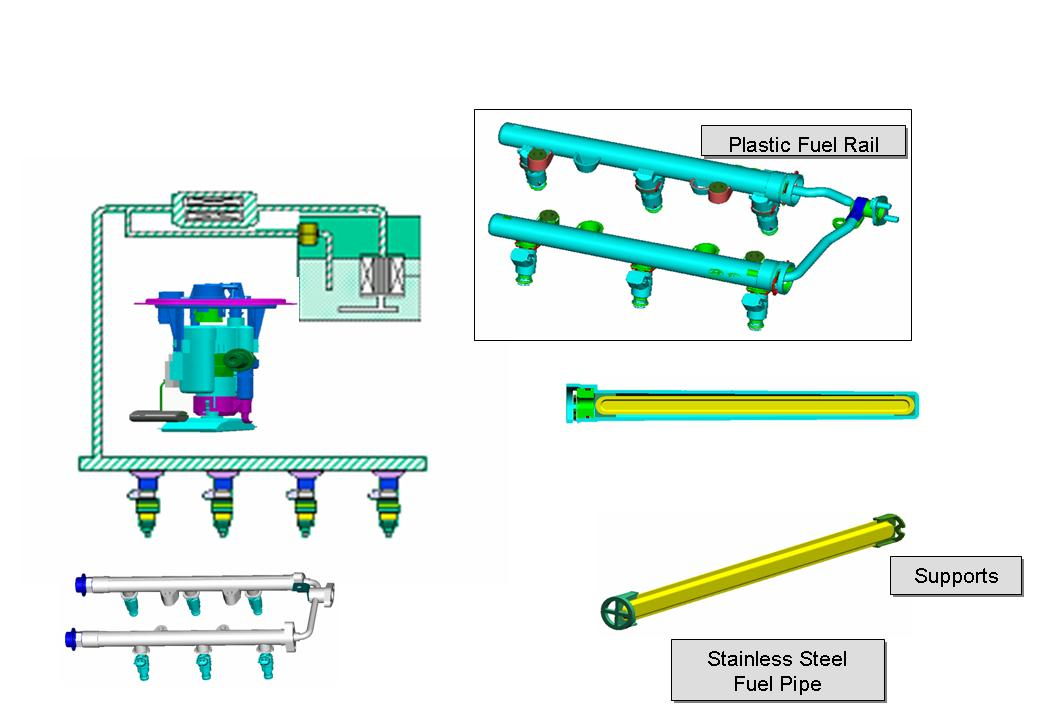 Plastic Fuel Rail
Supports
Stainless Steel
Fuel Pipe